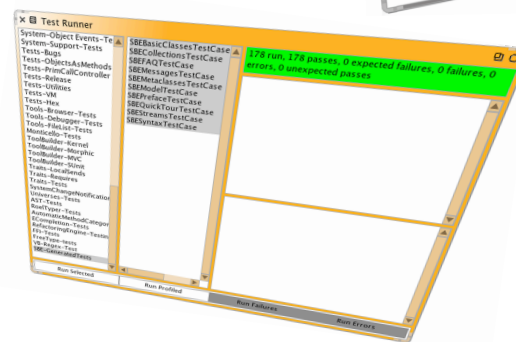 Test Runner
System-Object Events-Te
System-Support-Tests
Tests-Bugs
Tests-ObjectsAsMethods
Tests-PrimCallController
Tests-Release
Tests-Utilities
Tests-VM
Tests-Hex
Tools-Browser-Tests
Tools-Debugger-Tests
Tools-FileList-Tests
Monticello-Tests
ToolBuilder-Kernel
ToolBuilder-Morphic
ToolBuilder-MVC
ToolBuilder-SUnit
Traits-LocalSends
Traits-Requires
Traits-Tests
SystemChangeNotification
Universes-Tests
AST-Tests
RoelTyper-Tests
AutomaticMethodCategor
ECompletion-Tests
RefactoringEngine-Testin
FFI-Tests
FreeType-tests
VB-Regex-Test
SBE-GeneratedTests
SBEBasicClassesTestCase
SBECollectionsTestCase
SBEFAQTestCase
SBEMessagesTestCase
SBEMetaclassesTestCase
SBEModelTestCase
SBEPrefaceTestCase
SBEQuickTourTestCase
SBEStreamsTestCase
SBESyntaxTestCase
178 run, 178 passes, 0 expected failures, 0 failures, 0
errors, 0 unexpected passes
Run Selected
Run Profiled
Run Failures
Run Errors